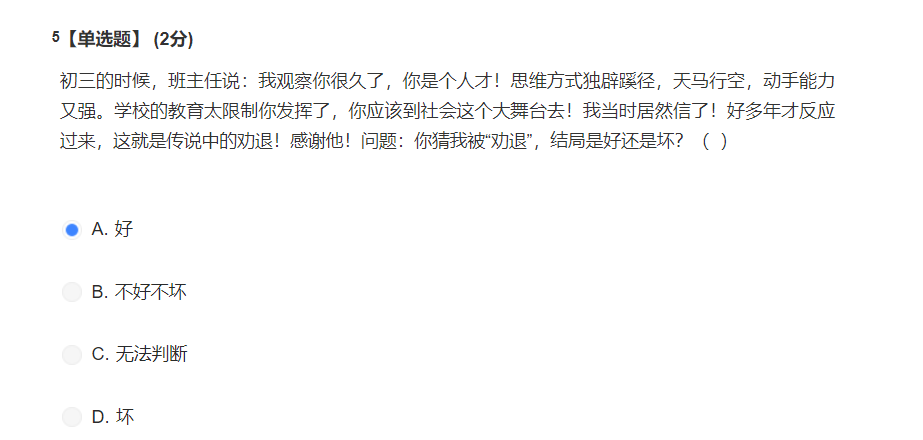 5【单选题】 (2分)
初三的时候，班主任说：我观察你很久了，你是个人才！思维方式独辟蹊径，天马行空，动手能力
又强。学校的教育太限制你发挥了，你应该到社会这个大舞台去！我当时居然信了！好多年才反应
过来，这就是传说中的劝退！感谢他！问题：你猜我被“劝退”，结局是好还是坏？（ ）
A. 好
B. 不好不坏
C. 无法判断
D. 坏